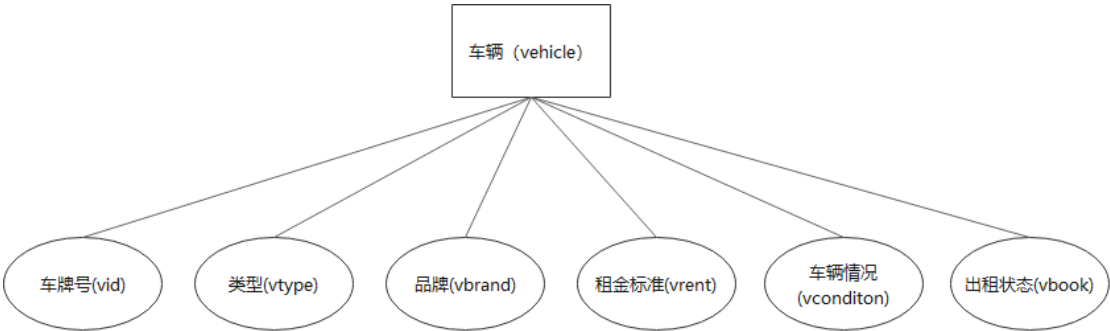 车辆（vehicle）
车牌号(vid)
类型(vtype)
品牌(vbrand)
租金标准(vrent)
车辆情况
(vconditon)
出租状态(vbook)